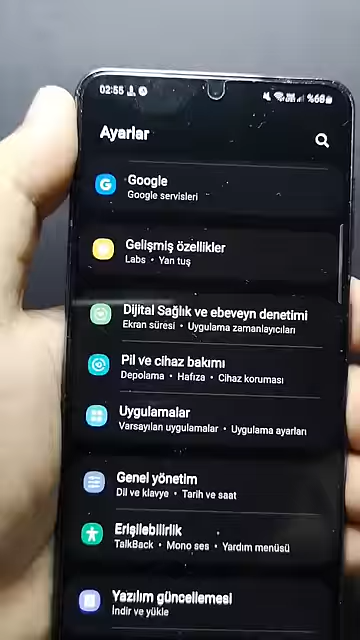 02:55
%68
Ayarlar
Google
Google servisleri
Gelişmiş özellikler
Labs • Yan tuş
Dijital Sağlık ve ebeveyn denetimi
Ekran süresi • Uygulama zamanlayıcıları
Pil ve cihaz bakımı
Depolama • Hafıza • Cihaz koruması
Uygulamalar
Varsayılan uygulamalar • Uygulama ayarları
Genel yönetim
Dil ve klavye • Tarih ve saat
Erişilebilirlik
TalkBack • Mono ses • Yardım menüsü
Yazılım güncellemesi
İndir ve yükle